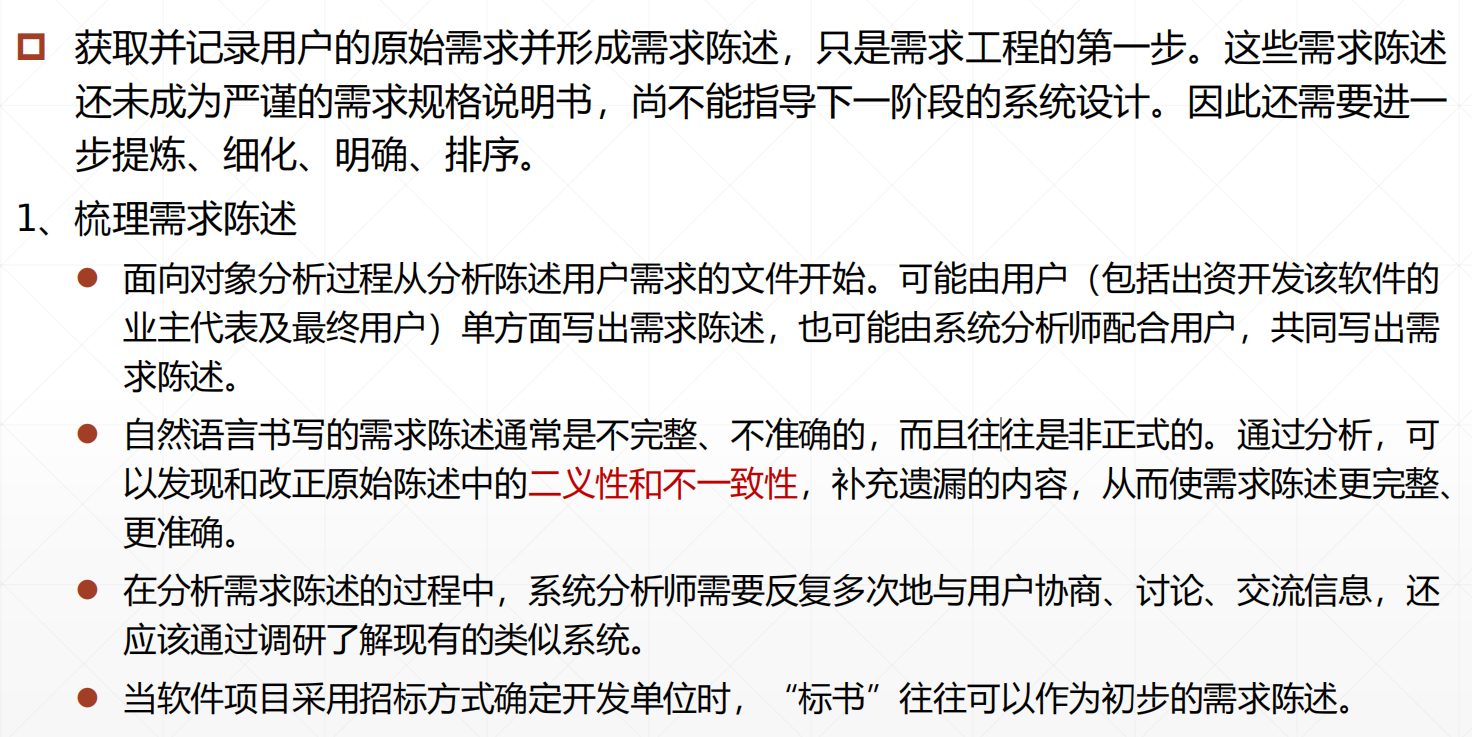 获取并记录用户的原始需求并形成需求陈述，只是需求工程的第一步。这些需求陈述
还未成为严谨的需求规格说明书，尚不能指导下一阶段的系统设计。因此还需要进一
步提炼、细化、明确、排序。
1、梳理需求陈述
面向对象分析过程从分析陈述用户需求的文件开始。可能由用户（包括出资开发该软件的
业主代表及最终用户）单方面写出需求陈述，也可能由系统分析师配合用户，共同写出需
求陈述。
自然语言书写的需求陈述通常是不完整、不准确的，而且往往是非正式的。通过分析，可
以发现和改正原始陈述中的二义性和不一致性，补充遗漏的内容，从而使需求陈述更完整、
更准确。
在分析需求陈述的过程中，系统分析师需要反复多次地与用户协商、讨论、交流信息，还
应该通过调研了解现有的类似系统。
当软件项目采用招标方式确定开发单位时，“标书”往往可以作为初步的需求陈述。